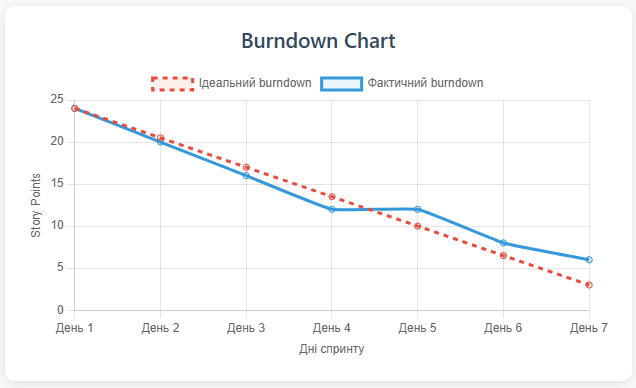 Burndown Chart
Ідеальний burndown Фактичний burndown
Story Points
25
20
15
10
5
0
День 1 День 2 День 3 День 4 День 5 День 6 День 7
Дні спринту